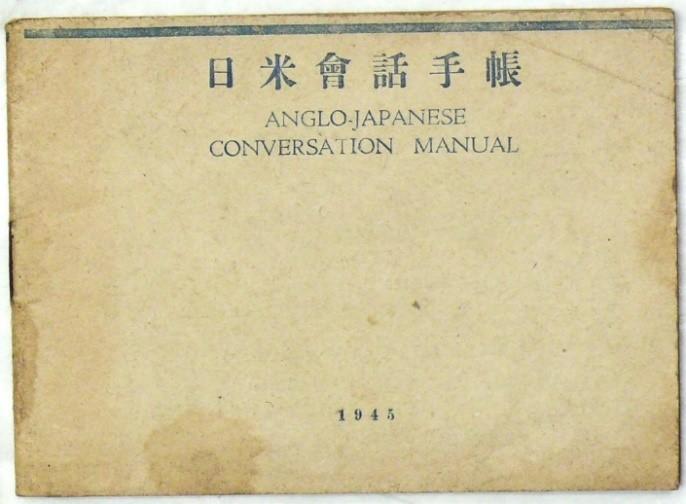 日米會話手帳
ANGLO-JAPANESE
CONVERSATION MANUAL
1945